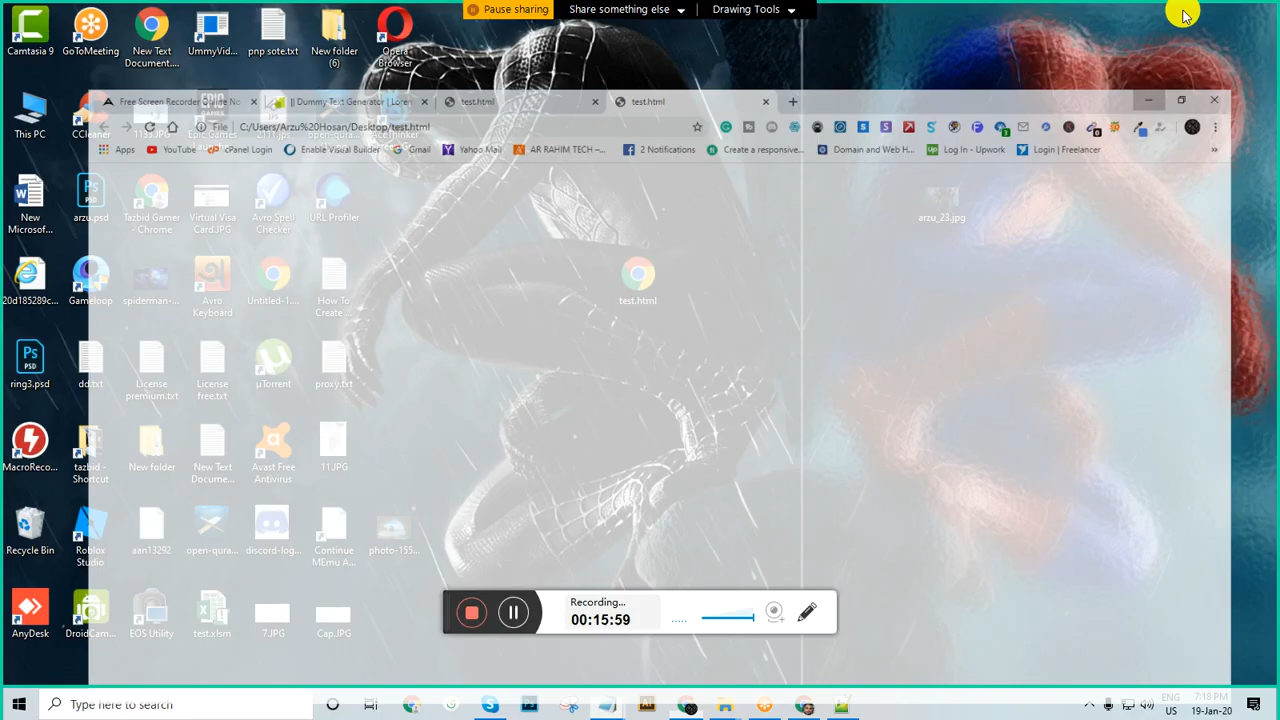 Pause sharing
Share something else
Drawing Tools
Camtasia 9
GoToMeeting
New Text
Document....
UmmyVid...
pnp sote.txt
New folder
(6)
Opera
Browser
Free Screen Recorder Online No
|| Dummy Text Generator | Loren
test.html
test.html
This PC
CCleaner
File
C:/Users/Arzu%20Hosan/Desktop/test.html
Apps
YouTube
cPanel Login
Enable Visual Builder
Gmail
Yahoo Mail
AR RAHIM TECH –...
2 Notifications
Create a responsive...
Domain and Web H...
Log In - Upwork
Login | Freelancer
»
New
Microsof...
arzu.psd
Tazbid Gamer
- Chrome
Virtual Visa
Card.JPG
Avro Spell
Checker
URL Profiler
arzu_23.jpg
20d185289c...
Gameloop
spiderman-...
Avro
Keyboard
Untitled-1....
How To
Create ...
test.html
ring3.psd
dd.txt
License
premium.txt
License
free.txt
µTorrent
proxy.txt
MacroReco...
tazbid -
Shortcut
New folder
New Text
Docume...
Avast Free
Antivirus
11.JPG
Recycle Bin
Roblox
Studio
aan13292
open-qura...
discord-log...
Continue
MEmu A...
photo-155...
AnyDesk
DroidCam...
EOS Utility
test.xlsm
7.JPG
Cap.JPG
Recording...
00:15:59
Type here to search
ENG
US
7:18 PM
19-Jan-20